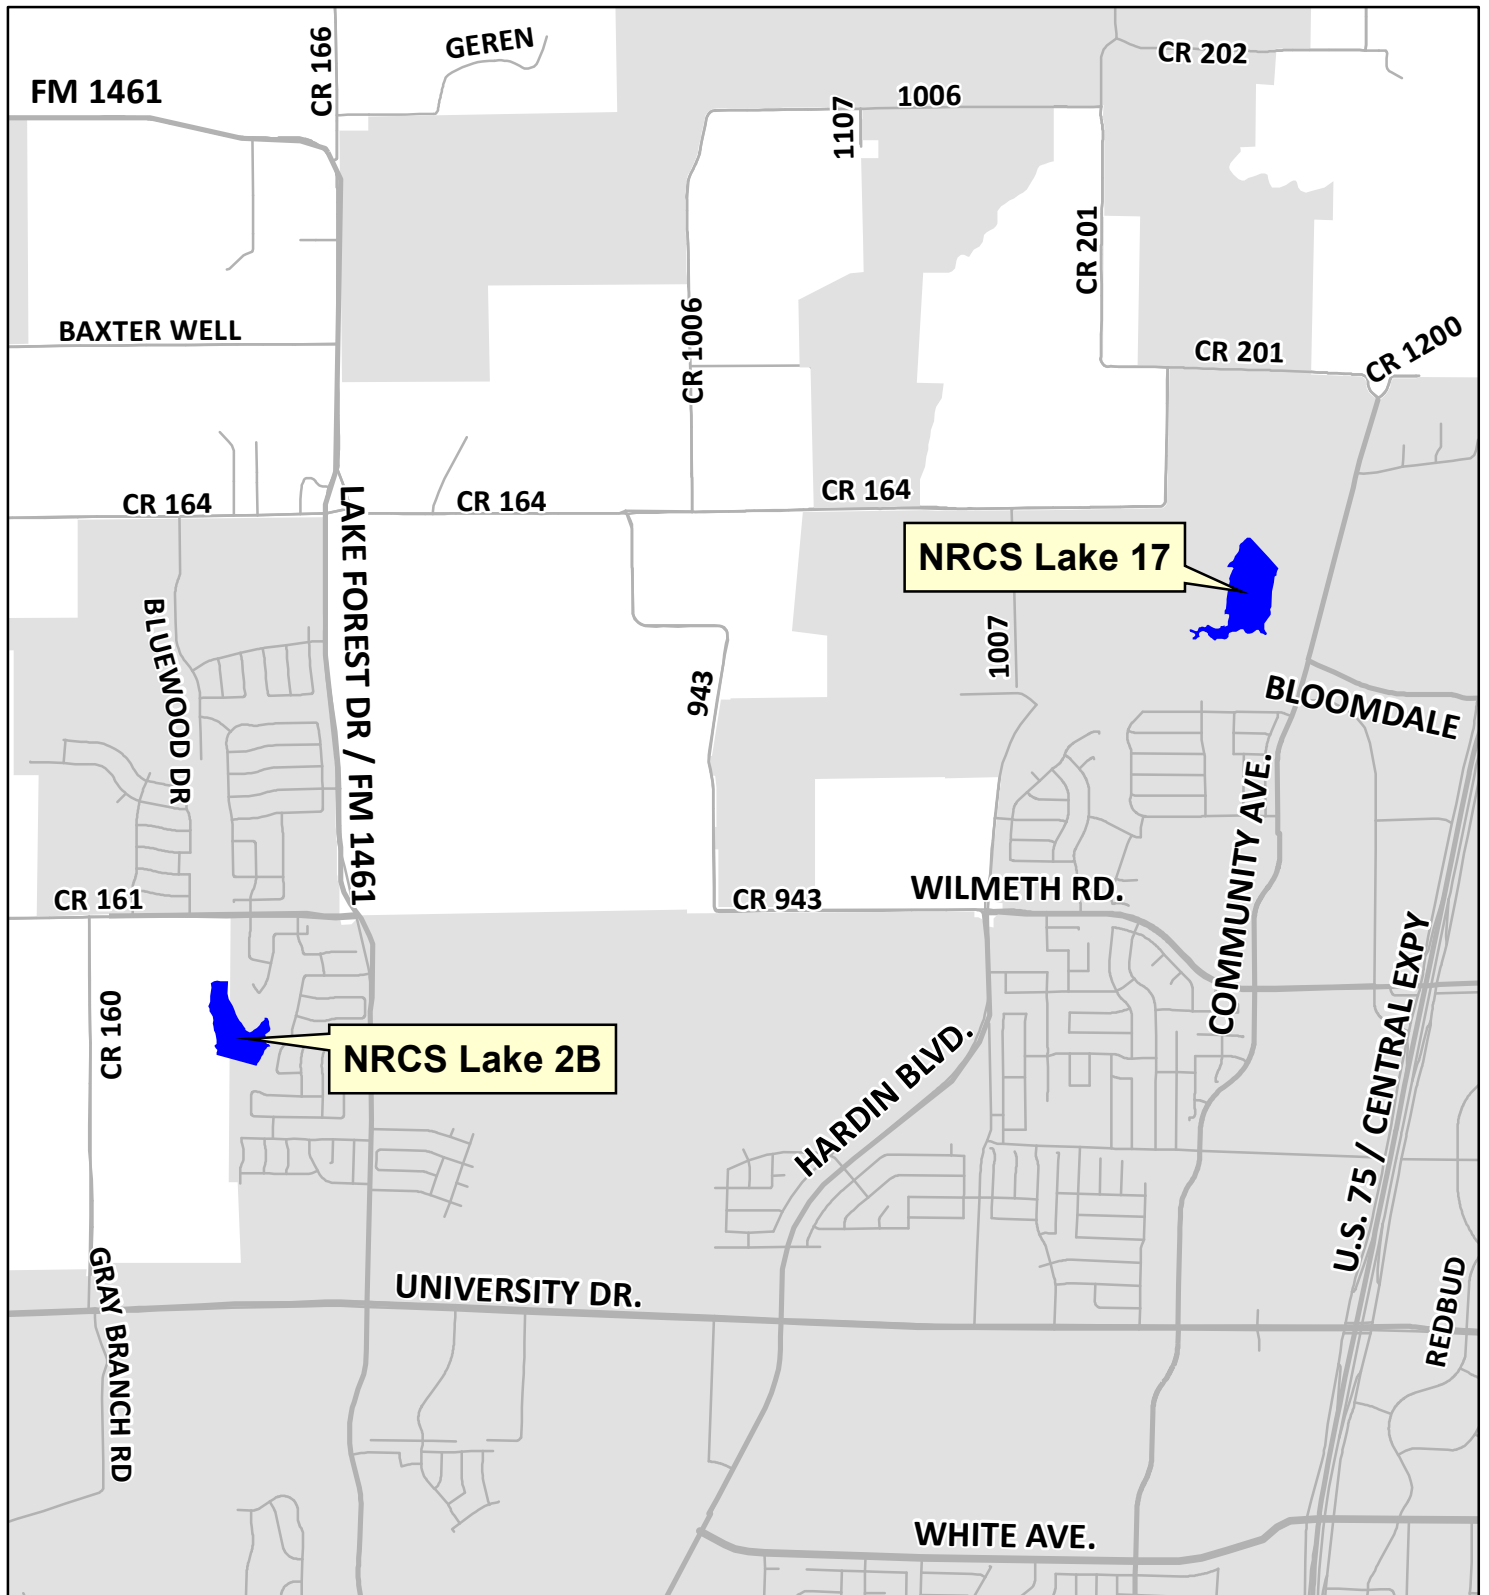 GEREN
CR 166
CR 202
FM 1461
1006
1107
CR 201
BAXTER WELL
CR 1006
CR 201
CR 1200
CR 164
CR 164
CR 164
LAKE FOREST DR / FM 1461
NRCS Lake 17
BLUEWOOD DR
1007
943
BLOOMDALE
COMMUNITY AVE.
CR 161
CR 943
WILMETH RD.
U.S. 75 / CENTRAL EXPY
CR 160
NRCS Lake 2B
HARDIN BLVD.
GRAY BRANCH RD
UNIVERSITY DR.
REDBUD
WHITE AVE.